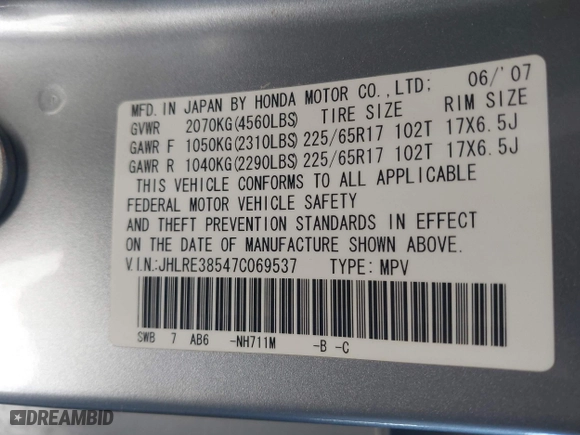 MFD. IN JAPAN BY HONDA MOTOR CO.,LTD: 06/'07
GVWR 2070KG(4560LBS) TIRE SIZE RIM SIZE
GAWR F 1050KG(2310LBS) 225/65R17 102T 17X6.5J
GAWR R 1040KG(2290LBS) 225/65R17 102T 17X6.5J
THIS VEHICLE CONFORMS TO ALL APPLICABLE
FEDERAL MOTOR VEHICLE SAFETY
AND THEFT PREVENTION STANDARDS IN EFFECT
ON THE DATE OF MANUFACTURE SHOWN ABOVE.
V.I.N.:JHLRE38547C069537 TYPE: MPV
SWB 7 AB6 -NH711M -B -C
DREAMBID